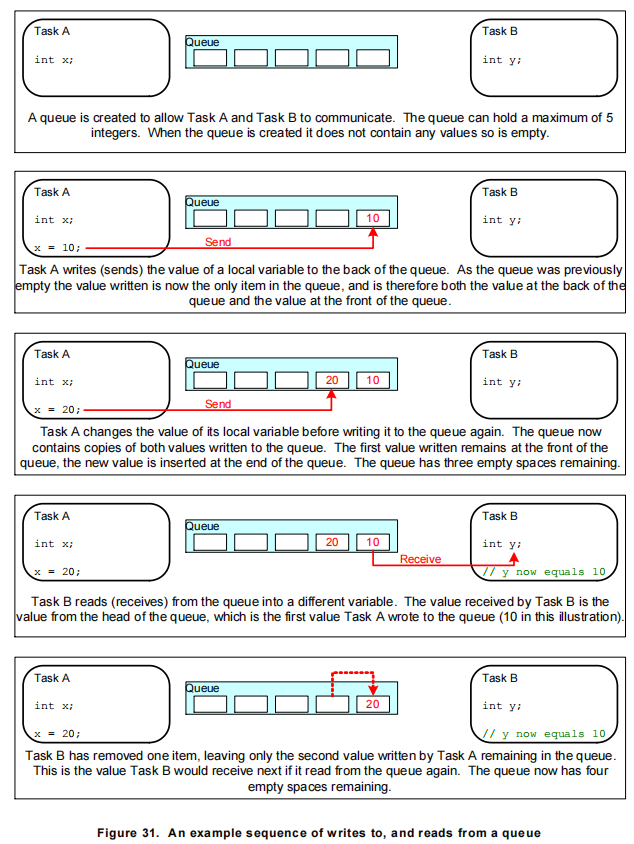 Task A
int x;
Queue
Task B
int y;
A queue is created to allow Task A and Task B to communicate. The queue can hold a maximum of 5
integers. When the queue is created it does not contain any values so is empty.
Task A
int x;
x = 10;
Queue
10
Send
Task B
int y;
Task A writes (sends) the value of a local variable to the back of the queue. As the queue was previously
empty the value written is now the only item in the queue, and is therefore both the value at the back of the
queue and the value at the front of the queue.
Task A
int x;
x = 20;
Queue
20 10
Send
Task B
int y;
Task A changes the value of its local variable before writing it to the queue again. The queue now
contains copies of both values written to the queue. The first value written remains at the front of the
queue, the new value is inserted at the end of the queue. The queue has three empty spaces remaining.
Task A
int x;
x = 20;
Queue
20 10
Receive
Task B
int y;
// y now equals 10
Task B reads (receives) from the queue into a different variable. The value received by Task B is the
value from the head of the queue, which is the first value Task A wrote to the queue (10 in this illustration).
Task A
int x;
x = 20;
Queue
20
Task B
int y;
// y now equals 10
Task B has removed one item, leaving only the second value written by Task A remaining in the queue.
This is the value Task B would receive next if it read from the queue again. The queue now has four
empty spaces remaining.
Figure 31. An example sequence of writes to, and reads from a queue